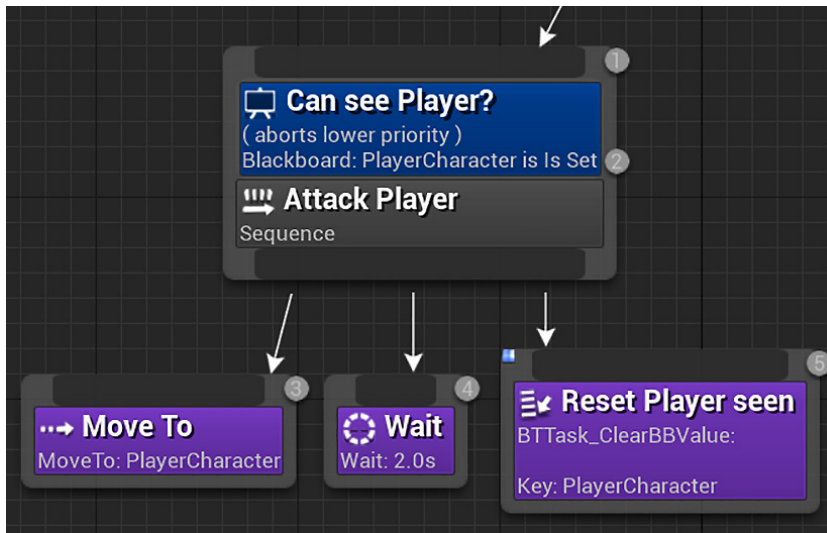 1
Can see Player?
( aborts lower priority )
Blackboard: PlayerCharacter is Is Set
2
Attack Player
Sequence
3
Move To
MoveTo: PlayerCharacter
4
Wait
Wait: 2.0s
5
Reset Player seen
BTTask_ClearBBValue:
Key: PlayerCharacter